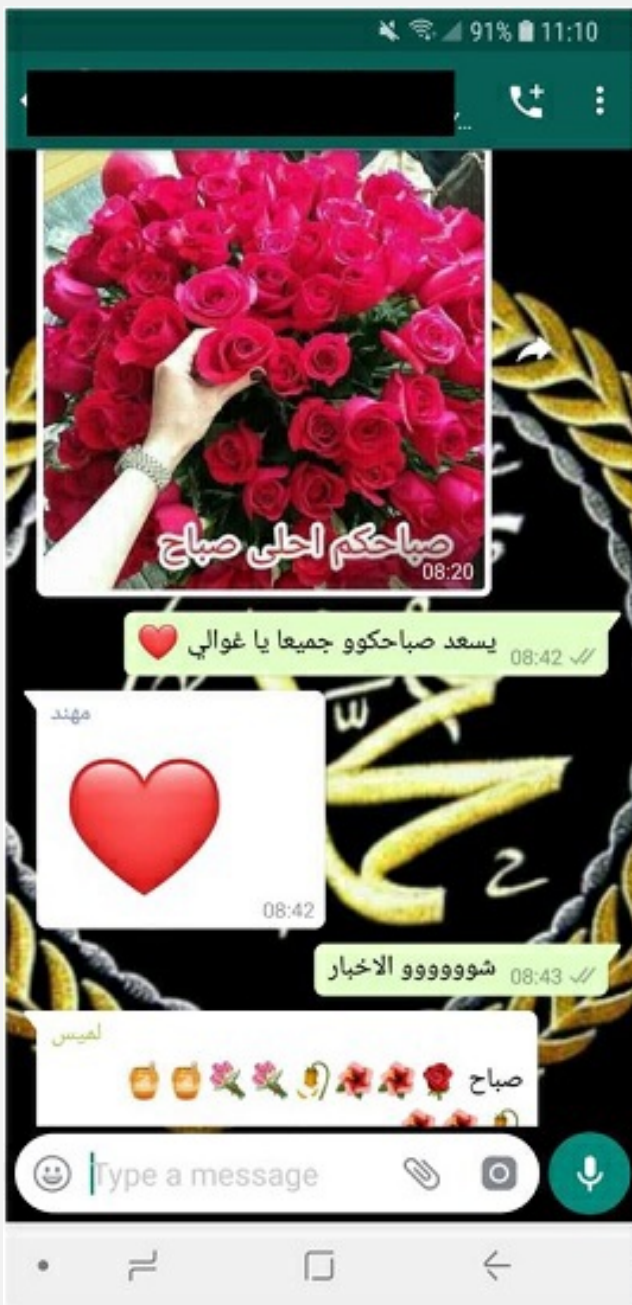 91% 11:10
صباحكم احلى صباح
08:20
يسعد صباحكوو جميعا يا غوالي ❤️
08:42
مهند
❤️
08:42
شوووووو الاخبار
08:43
لميس
صباح 🌹🌺🌺🥀💐💐🍯🍯
Type a message